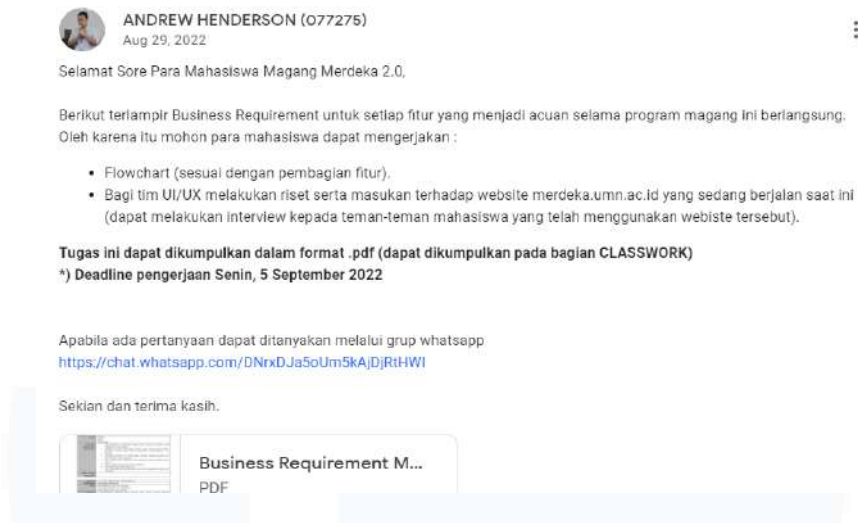 ANDREW HENDERSON (077275)
Aug 29, 2022
Selamat Sore Para Mahasiswa Magang Merdeka 2.0,
Berikut terlampir Business Requirement untuk setiap fitur yang menjadi acuan selama program magang ini berlangsung.
Oleh karena itu mohon para mahasiswa dapat mengerjakan :
• Flowchart (sesuai dengan pembagian fitur).
• Bagi tim UI/UX melakukan riset serta masukan terhadap website merdeka.umn.ac.id yang sedang berjalan saat ini
(dapat melakukan interview kepada teman-teman mahasiswa yang telah menggunakan webiste tersebut).
Tugas ini dapat dikumpulkan dalam format .pdf (dapat dikumpulkan pada bagian CLASSWORK)
*) Deadline pengerjaan Senin, 5 September 2022
Apabila ada pertanyaan dapat ditanyakan melalui grup whatsapp
https://chat.whatsapp.com/DNrxDJa5oUm5kAjDjRtHWI
Sekian dan terima kasih.
Business Requirement M...
PDF